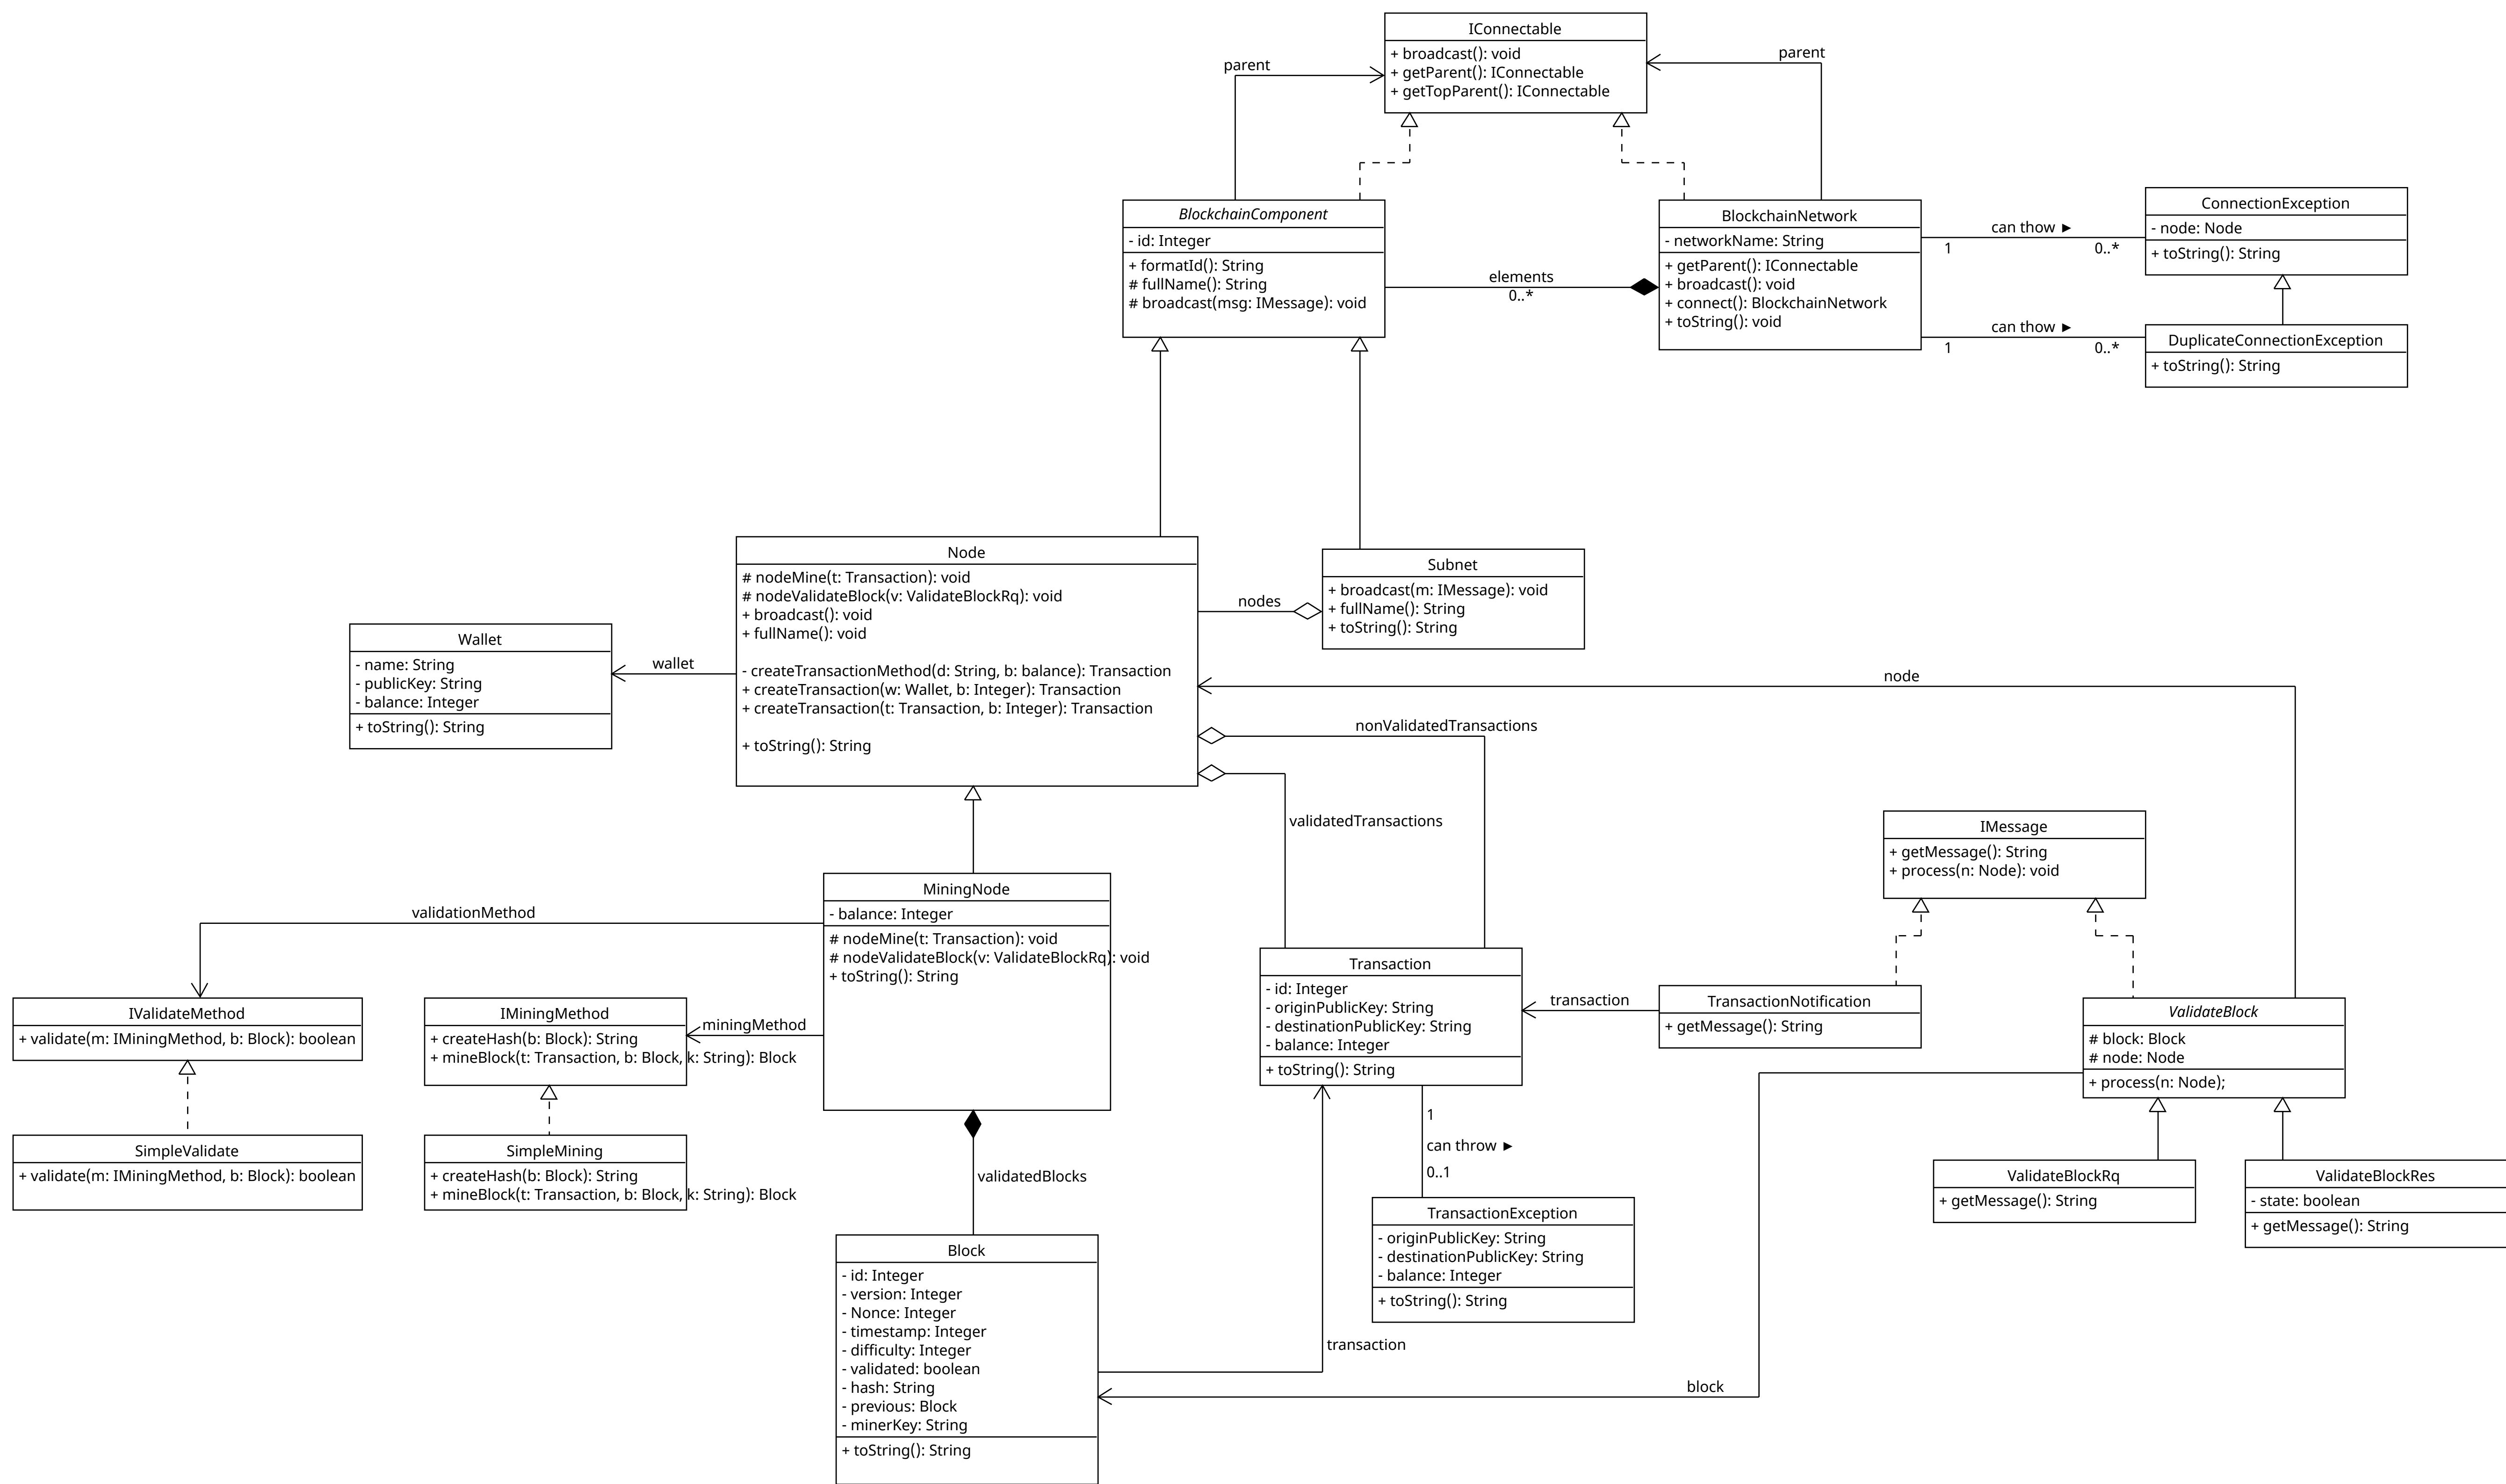 IConnectable
+ broadcast(): void
+ getParent(): IConnectable
+ getTopParent(): IConnectable
parent
parent
BlockchainComponent
- id: Integer
+ formatId(): String
# fullName(): String
# broadcast(msg: IMessage): void
elements
0..*
BlockchainNetwork
- networkName: String
+ getParent(): IConnectable
+ broadcast(): void
+ connect(): BlockchainNetwork
+ toString(): void
can thow ►
1
0..*
can thow ►
1
0..*
ConnectionException
- node: Node
+ toString(): String
DuplicateConnectionException
+ toString(): String
Node
# nodeMine(t: Transaction): void
# nodeValidateBlock(v: ValidateBlockRq): void
+ broadcast(): void
+ fullName(): void
- createTransactionMethod(d: String, b: balance): Transaction
+ createTransaction(w: Wallet, b: Integer): Transaction
+ createTransaction(t: Transaction, b: Integer): Transaction
+ toString(): String
nodes
Subnet
+ broadcast(m: IMessage): void
+ fullName(): String
+ toString(): String
Wallet
- name: String
- publicKey: String
- balance: Integer
+ toString(): String
wallet
node
nonValidatedTransactions
validatedTransactions
IMessage
+ getMessage(): String
+ process(n: Node): void
MiningNode
- balance: Integer
# nodeMine(t: Transaction): void
# nodeValidateBlock(v: ValidateBlockRq): void
+ toString(): String
validationMethod
IValidateMethod
+ validate(m: IMiningMethod, b: Block): boolean
IMiningMethod
+ createHash(b: Block): String
+ mineBlock(t: Transaction, b: Block, k: String): Block
miningMethod
Transaction
- id: Integer
- originPublicKey: String
- destinationPublicKey: String
- balance: Integer
+ toString(): String
transaction
TransactionNotification
+ getMessage(): String
ValidateBlock
# block: Block
# node: Node
+ process(n: Node);
SimpleValidate
+ validate(m: IMiningMethod, b: Block): boolean
SimpleMining
+ createHash(b: Block): String
+ mineBlock(t: Transaction, b: Block, k: String): Block
validatedBlocks
1
can throw ►
0..1
TransactionException
- originPublicKey: String
- destinationPublicKey: String
- balance: Integer
+ toString(): String
ValidateBlockRq
+ getMessage(): String
ValidateBlockRes
- state: boolean
+ getMessage(): String
Block
- id: Integer
- version: Integer
- Nonce: Integer
- timestamp: Integer
- difficulty: Integer
- validated: boolean
- hash: String
- previous: Block
- minerKey: String
+ toString(): String
transaction
block